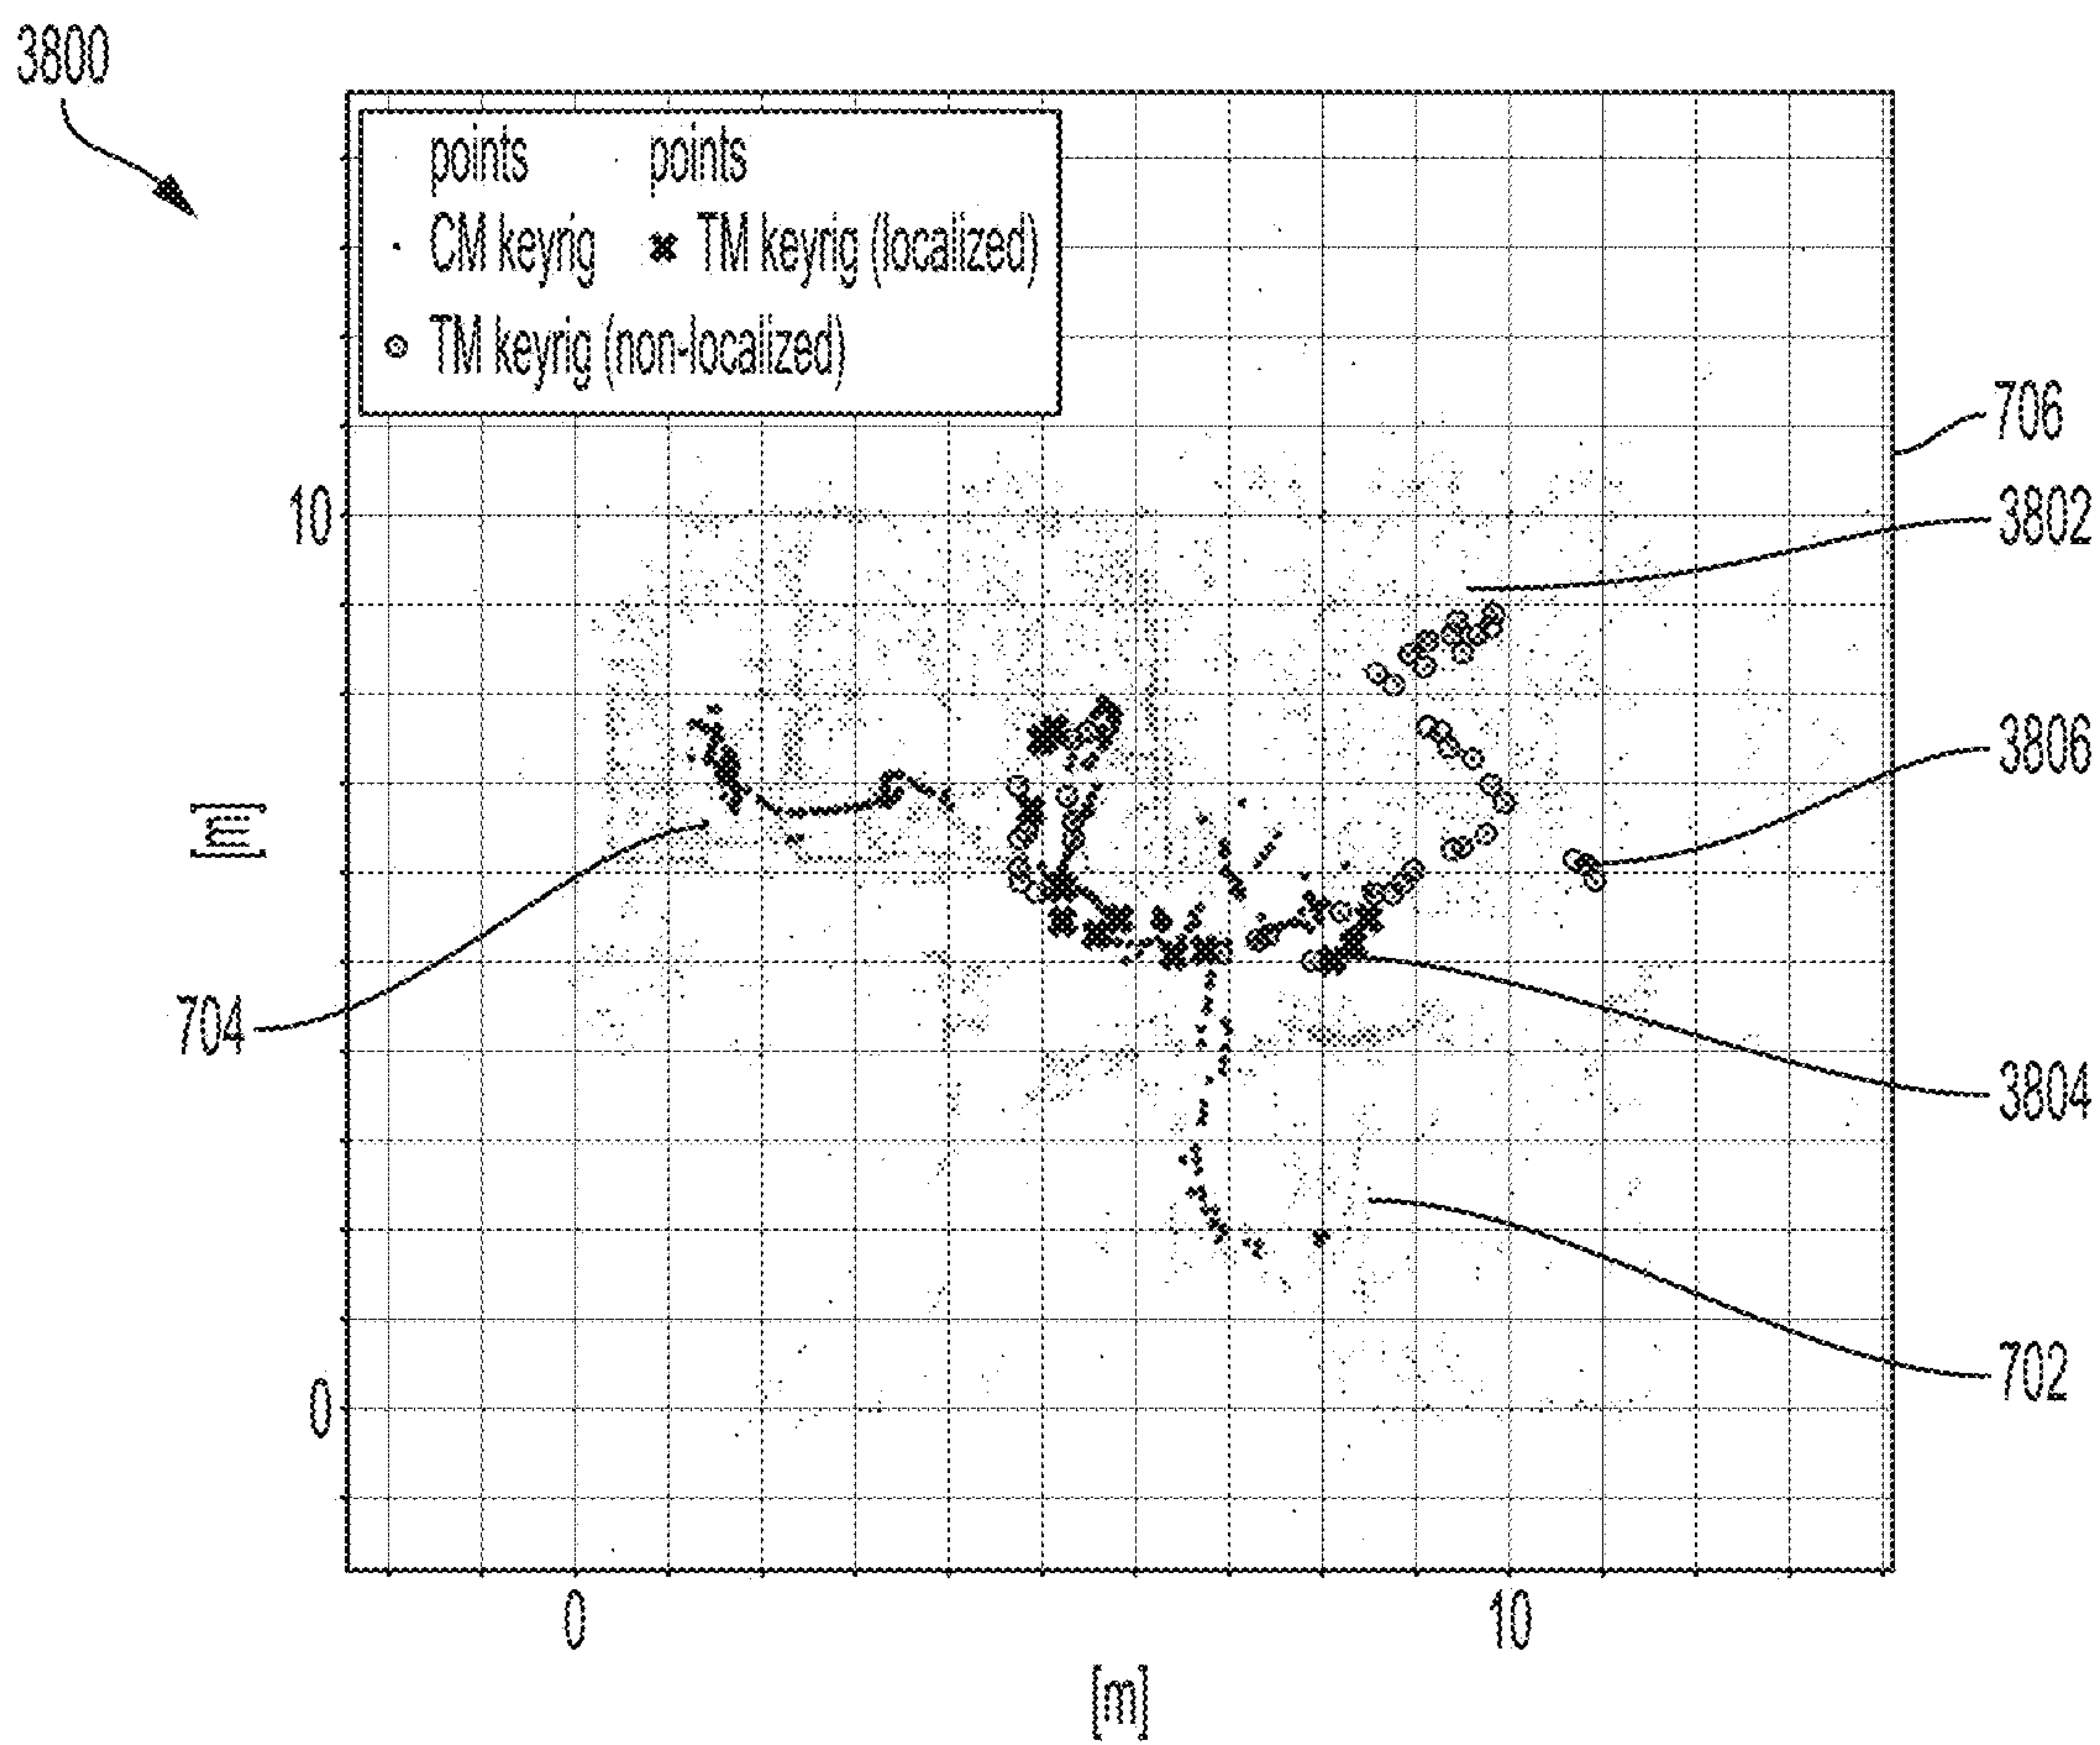 3800
points points
CM keyrig TM keyrig (localized)
TM keyrig (non-localized)
706
10
3802
3806
[m]
704
3804
702
0
0 10
[m]